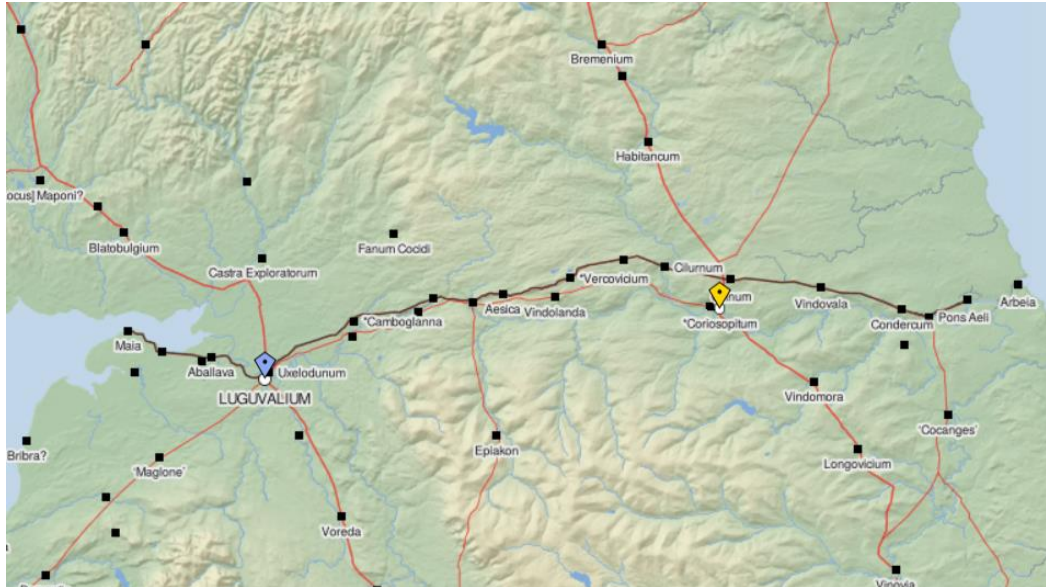 Bremenium
Habitancum
ocus] Maponi?
Blatobulgium
Fanum Cocidi
Castra Exploratorum
Cilurnum
*Vercovicium
Aesica
Vindolanda
Vindovala
Arbeia
*Camboglanna
*Coriosopitum
Condercum
Pons Aeli
Maia
Aballava
Uxelodunum
LUGUVALIUM
Vindomora
'Cocanges'
Bribra?
'Maglone'
Epiakon
Longovicium
Voreda
Vinovia